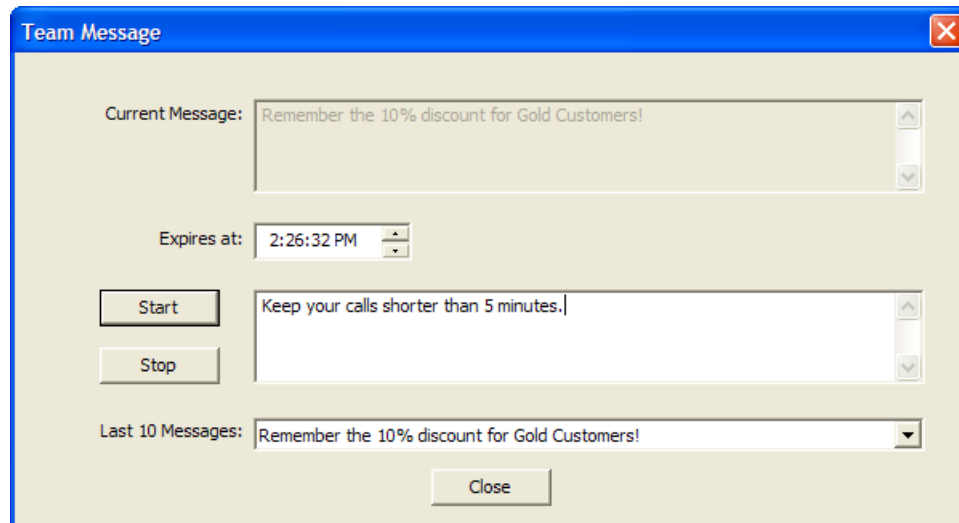 Team Message
Current Message: Remember the 10% discount for Gold Customers!
Expires at: 2:26:32 PM
Start Keep your calls shorter than 5 minutes.
Stop
Last 10 Messages: Remember the 10% discount for Gold Customers!
Close